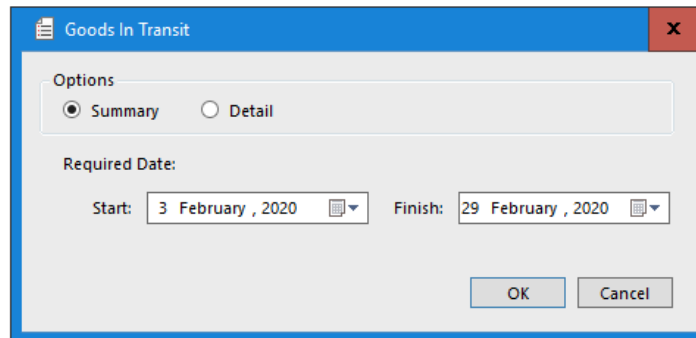 Goods In Transit
Options
Summary Detail
Required Date:
Start: 3 February , 2020 Finish: 29 February , 2020
OK Cancel